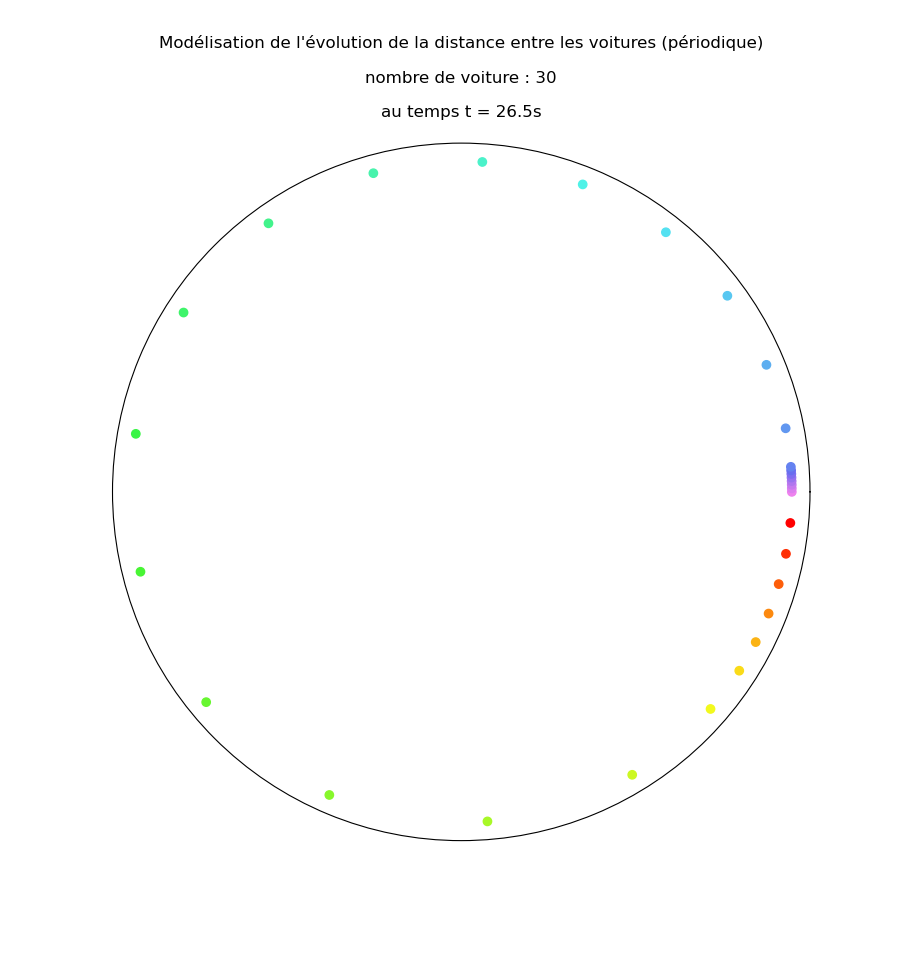 Modélisation de l'évolution de la distance entre les voitures (périodique)
nombre de voiture : 30
au temps t = 26.5s